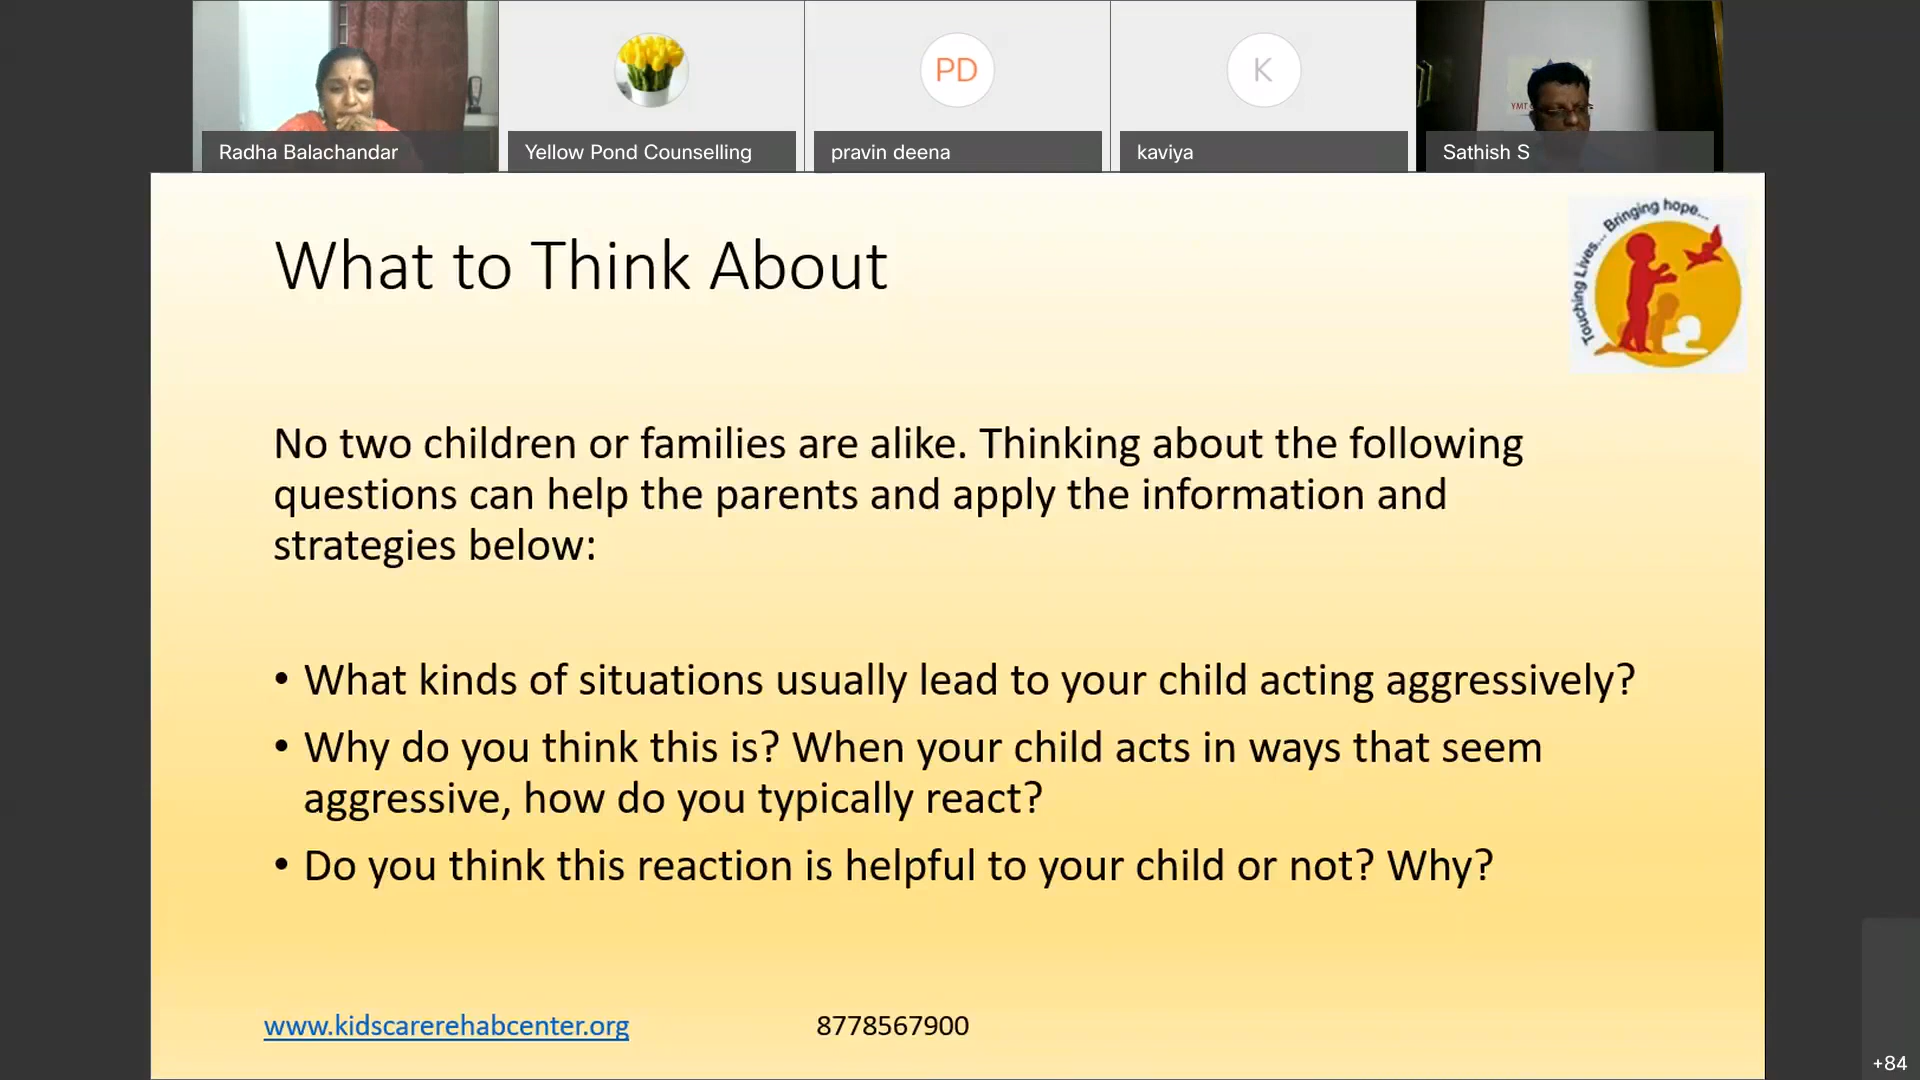 PD
K
YMT
Radha Balachandar
Yellow Pond Counselling
pravin deena
kaviya
Sathish S
Touching Lives... Bringing hope...
What to Think About
No two children or families are alike. Thinking about the following
questions can help the parents and apply the information and
strategies below:
• What kinds of situations usually lead to your child acting aggressively?
• Why do you think this is? When your child acts in ways that seem
aggressive, how do you typically react?
• Do you think this reaction is helpful to your child or not? Why?
www.kidscarerehabcenter.org
8778567900
+84